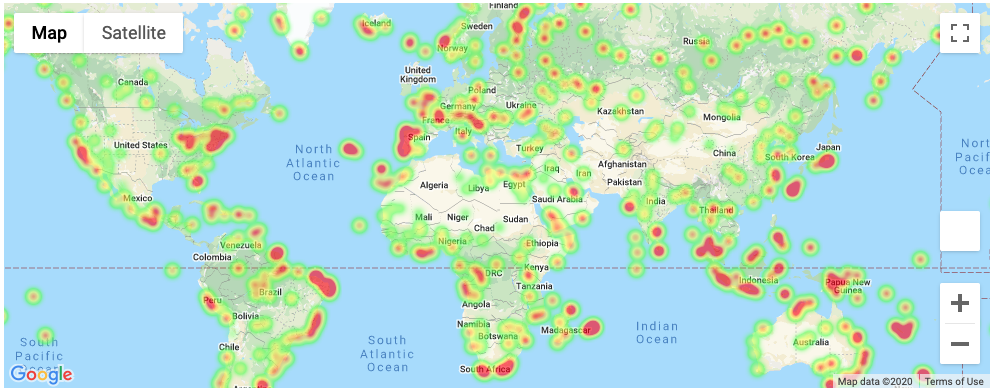 Map
Satellite
Iceland
Finland
Sweden
Norway
Russia
Canada
United
Kingdom
Poland
Germany
Ukraine
France
Kazakhstan
Mongolia
Italy
Spain
United States
North
Atlantic
Ocean
Turkey
Afghanistan
China
South Korea
Japan
Iraq
Iran
Pakistan
Algeria
Libya
Egypt
Saudi Arabia
India
Mexico
Mali
Niger
Chad
Sudan
Thailand
Nigeria
Ethiopia
Venezuela
Colombia
DRC
Kenya
Indonesia
Papua New
Guinea
Tanzania
Brazil
Peru
Angola
Bolivia
Namibia
Botswana
Madagascar
Indian
Ocean
Australia
South
Pacific
Ocean
Chile
South
Atlantic
Ocean
South Africa
Google
Map data ©2020
Terms of Use